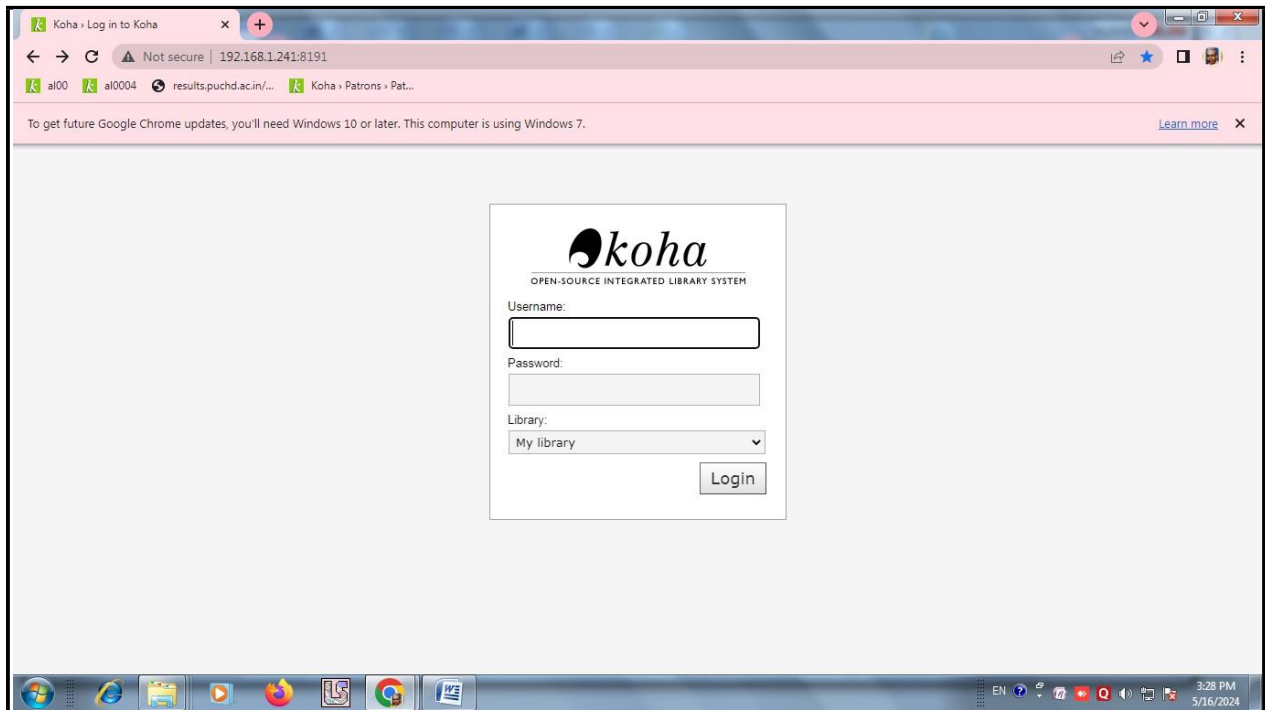 Koha › Log in to Koha
Not secure | 192.168.1.241:8191
al00 al0004 results.puchd.ac.in/... Koha › Patrons › Pat...
To get future Google Chrome updates, you'll need Windows 10 or later. This computer is using Windows 7. Learn more
koha
OPEN-SOURCE INTEGRATED LIBRARY SYSTEM
Username:
Password:
Library:
My library
Login
EN 3:28 PM
5/16/2024